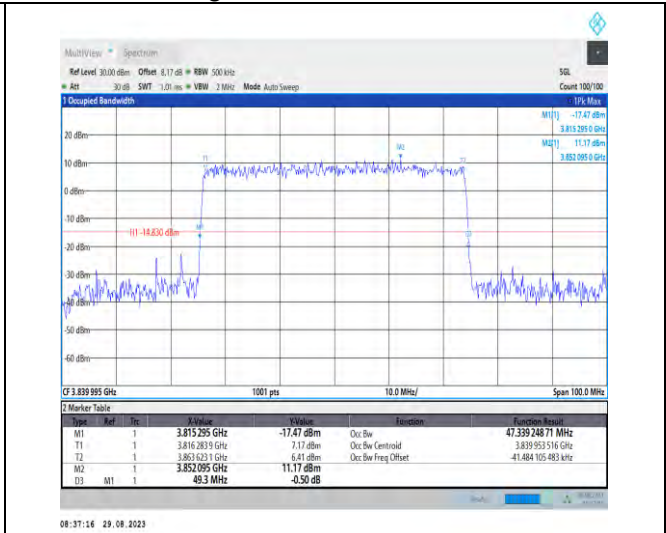 MultiView Spectrum
Ref Level 30.00 dBm Offset 8.17 dB RBW 500 kHz SGL
Att 30 dB SWT 1.01 ms VBW 2 MHz Mode Auto Sweep Count 100/100
1 Occupied Bandwidth 1Pk Max
M1[1] -17.47 dBm
3.815 295 0 GHz
20 dBm
M2[1] 11.17 dBm
3.852 095 0 GHz
M2
T1 T2
10 dBm
0 dBm
-10 dBm
H1 -14.830 dBm
M1
D3
-20 dBm
-30 dBm
-40 dBm
-50 dBm
-60 dBm
CF 3.839 995 GHz 1001 pts 10.0 MHz/ Span 100.0 MHz
2 Marker Table
Type Ref Trc X-Value Y-Value Function Function Result
M1 1 3.815 295 GHz -17.47 dBm Occ Bw 47.339 248 71 MHz
T1 1 3.816 283 9 GHz 7.17 dBm Occ Bw Centroid 3.839 953 516 GHz
T2 1 3.863 623 1 GHz 6.41 dBm Occ Bw Freq Offset -41.484 105 483 kHz
M2 1 3.852 095 GHz 11.17 dBm
D3 M1 1 49.3 MHz -0.50 dB
08:37:16 29.08.2023